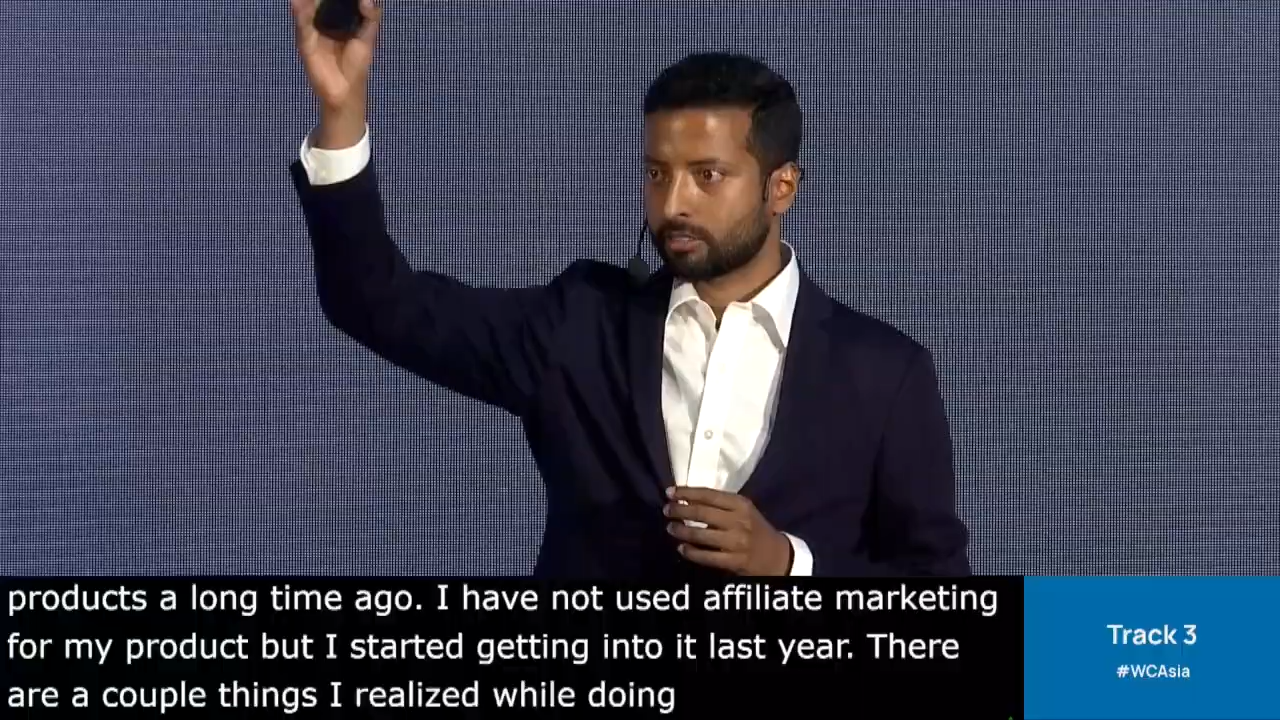 products a long time ago. I have not used affiliate marketing
for my product but I started getting into it last year. There
are a couple things I realized while doing
Track 3
#WCAsia